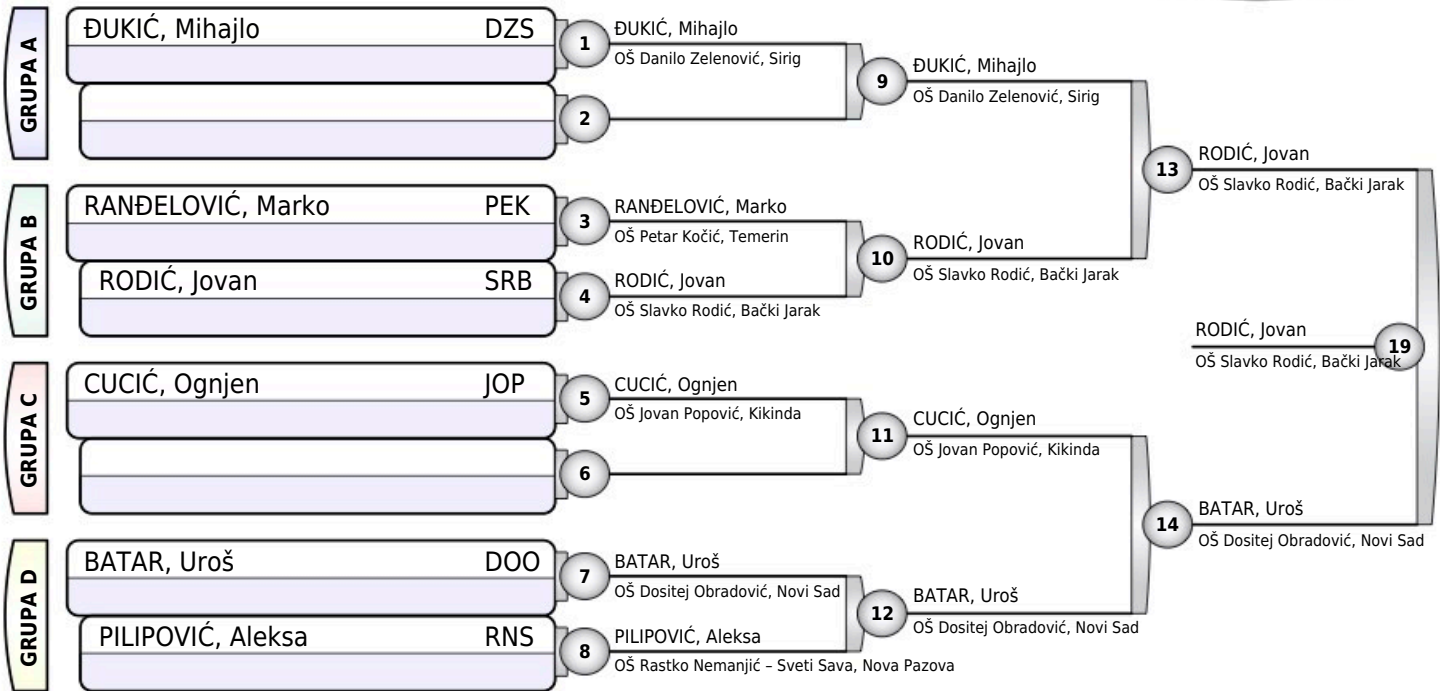 GRUPA A
ĐUKIĆ, Mihajlo DZS
1
2
ĐUKIĆ, Mihajlo
OŠ Danilo Zelenović, Sirig
9
ĐUKIĆ, Mihajlo
OŠ Danilo Zelenović, Sirig
GRUPA B
RANĐELOVIĆ, Marko PEK
RODIĆ, Jovan SRB
3
RANĐELOVIĆ, Marko
OŠ Petar Kočić, Temerin
4
RODIĆ, Jovan
OŠ Slavko Rodić, Bački Jarak
10
RODIĆ, Jovan
OŠ Slavko Rodić, Bački Jarak
13
RODIĆ, Jovan
OŠ Slavko Rodić, Bački Jarak
GRUPA C
CUCIĆ, Ognjen JOP
5
CUCIĆ, Ognjen
OŠ Jovan Popović, Kikinda
6
11
CUCIĆ, Ognjen
OŠ Jovan Popović, Kikinda
RODIĆ, Jovan
OŠ Slavko Rodić, Bački Jarak
19
GRUPA D
BATAR, Uroš DOO
PILIPOVIĆ, Aleksa RNS
7
BATAR, Uroš
OŠ Dositej Obradović, Novi Sad
8
PILIPOVIĆ, Aleksa
OŠ Rastko Nemanjić – Sveti Sava, Nova Pazova
12
BATAR, Uroš
OŠ Dositej Obradović, Novi Sad
14
BATAR, Uroš
OŠ Dositej Obradović, Novi Sad